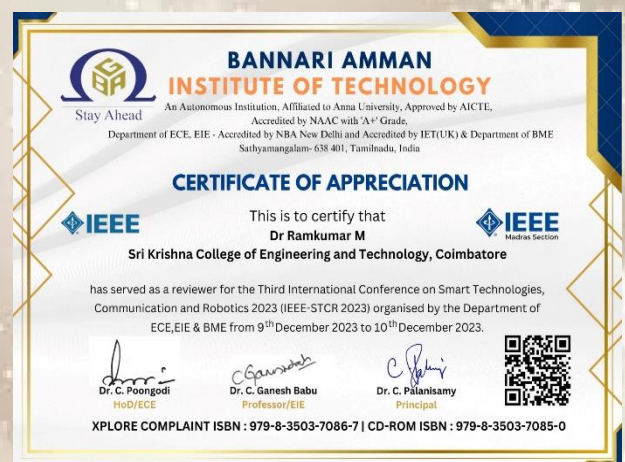 BANNARI AMMAN
INSTITUTE OF TECHNOLOGY
Stay Ahead
An Autonomous Institution, Affiliated to Anna University, Approved by AICTE,
Accredited by NAAC with 'A+' Grade,
Department of ECE, EIE - Accredited by NBA New Delhi and Accredited by IET(UK) & Department of BME
Sathyamangalam- 638 401, Tamilnadu, India
CERTIFICATE OF APPRECIATION
IEEE
This is to certify that
IEEE
Madras Section
Dr Ramkumar M
Sri Krishna College of Engineering and Technology, Coimbatore
has served as a reviewer for the Third International Conference on Smart Technologies,
Communication and Robotics 2023 (IEEE-STCR 2023) organised by the Department of
ECE,EIE & BME from 9th December 2023 to 10th December 2023.
Dr. C. Poongodi
HoD/ECE
Dr. C. Ganesh Babu
Professor/EIE
Dr. C. Palanisamy
Principal
XPLORE COMPLAINT ISBN : 979-8-3503-7086-7 | CD-ROM ISBN : 979-8-3503-7085-0